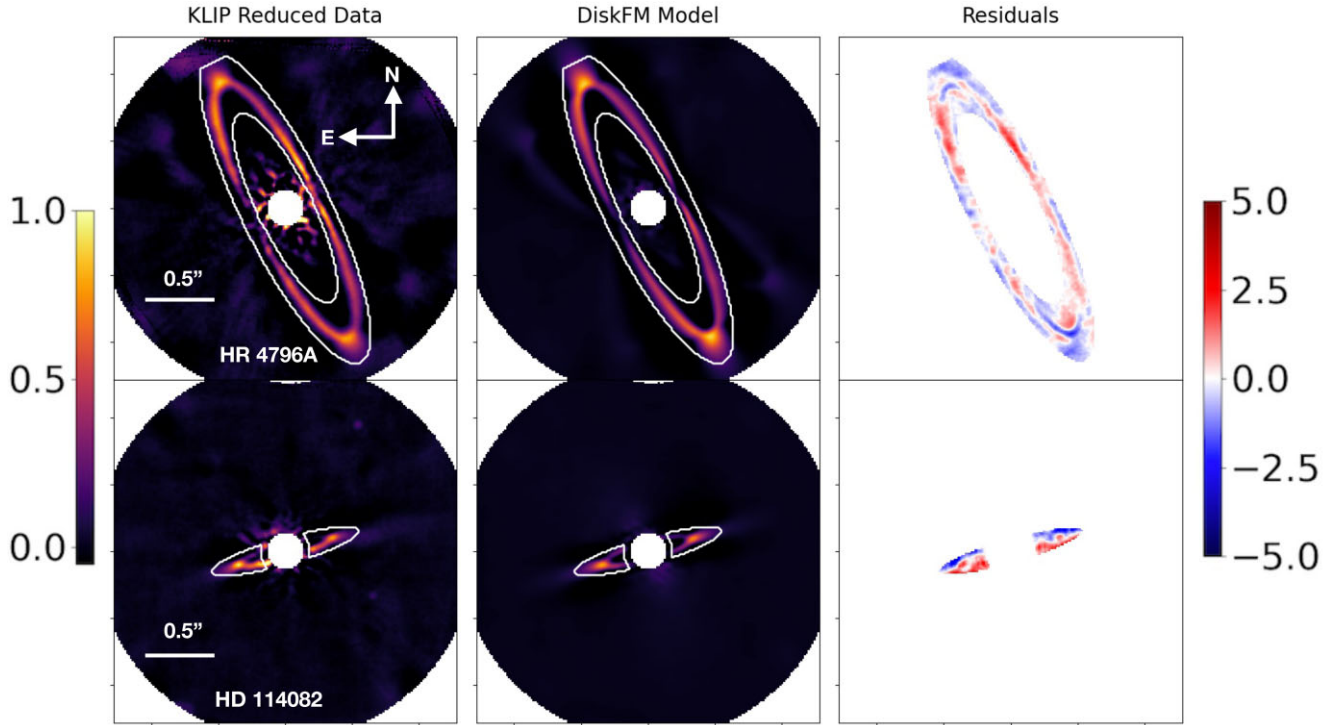 KLIP Reduced Data
DiskFM Model
Residuals
N
E
1.0
0.5
0.0
0.5”
HR 4796A
5.0
2.5
0.0
−2.5
−5.0
0.5”
HD 114082